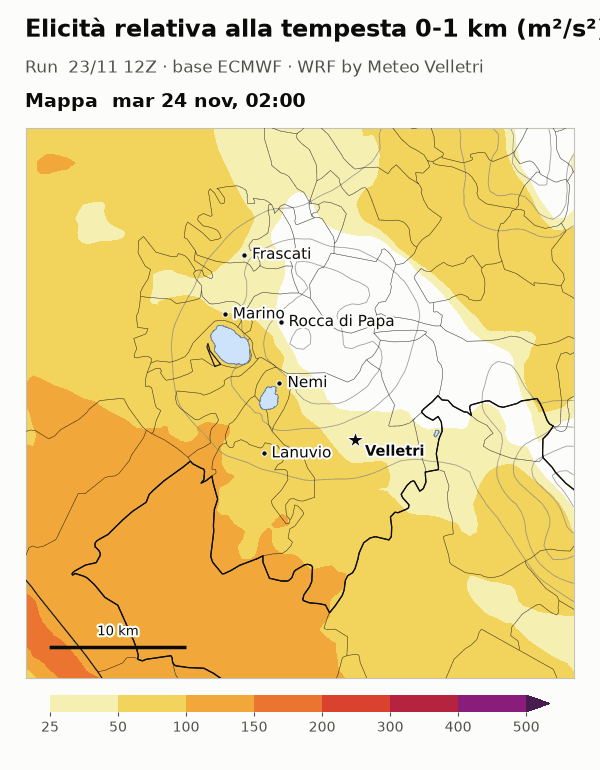 Elicità relativa alla tempesta 0-1 km (m²/s²)
Run 23/11 12Z · base ECMWF · WRF by Meteo Velletri
Mappa mar 24 nov, 02:00
Frascati
Marino
Rocca di Papa
Nemi
Lanuvio
Velletri
10 km
25 50 100 150 200 300 400 500